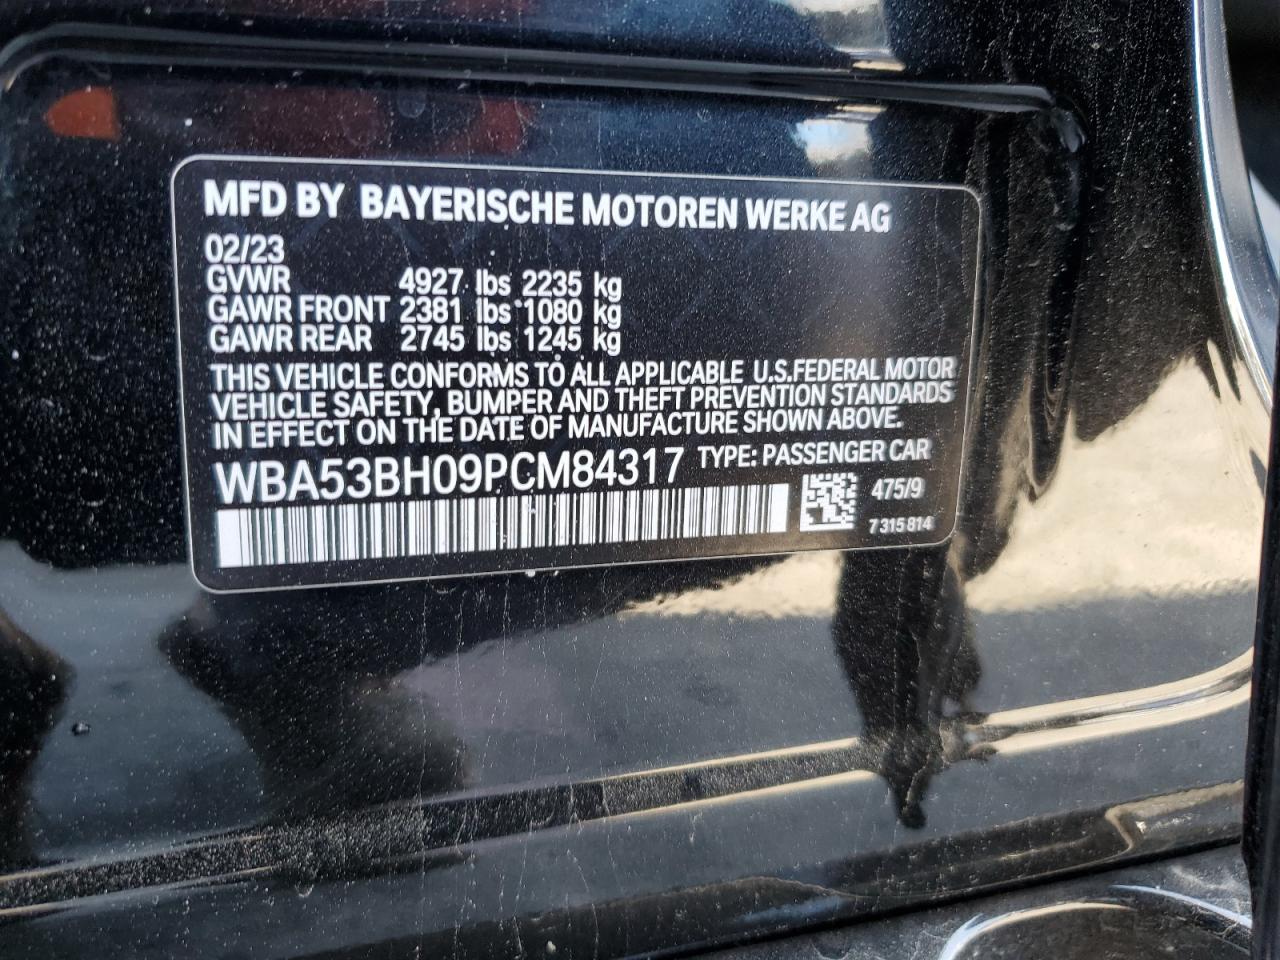 MFD BY BAYERISCHE MOTOREN WERKE AG
02/23
GVWR 4927 lbs 2235 kg
GAWR FRONT 2381 lbs 1080 kg
GAWR REAR 2745 lbs 1245 kg
THIS VEHICLE CONFORMS TO ALL APPLICABLE U.S.FEDERAL MOTOR
VEHICLE SAFETY, BUMPER AND THEFT PREVENTION STANDARDS
IN EFFECT ON THE DATE OF MANUFACTURE SHOWN ABOVE.
WBA53BH09PCM84317 TYPE: PASSENGER CAR
475/9
7 315 814